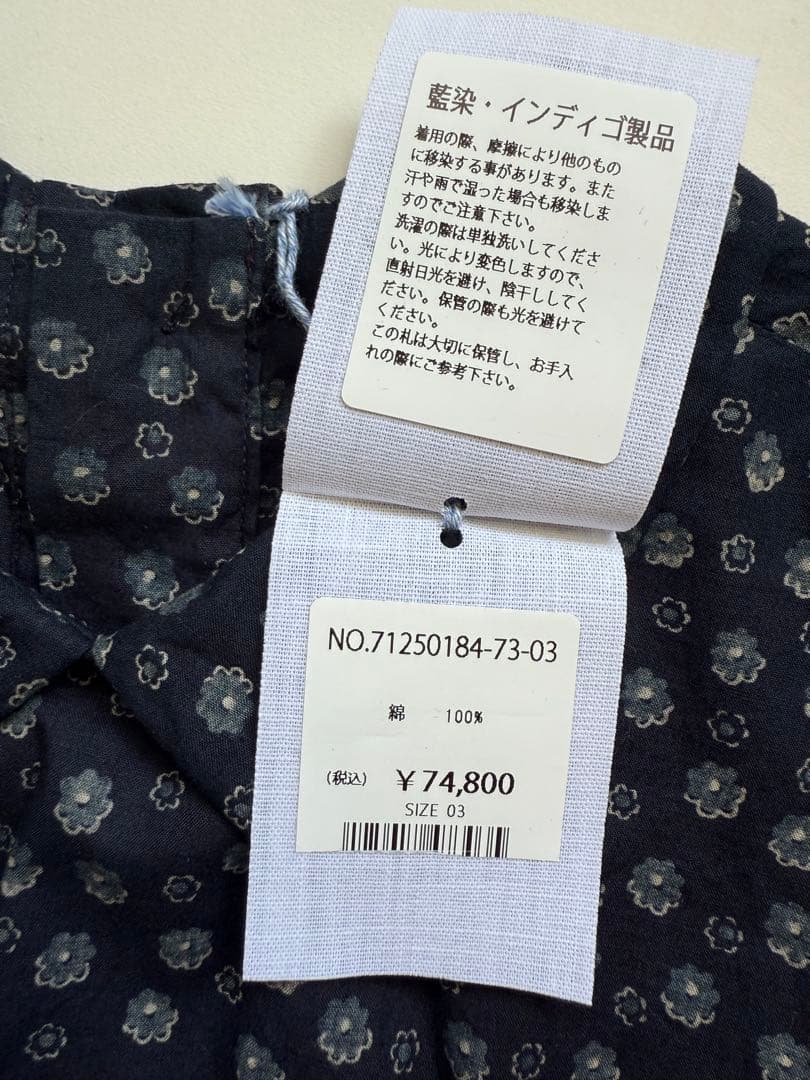 藍染・インディゴ製品
着用の際、摩擦により他のもの
に移染する事があります。また
汗や雨で湿った場合も移染しま
すのでご注意下さい。
洗濯の際は単独洗いしてくださ
い。光により変色しますので、
直射日光を避け、陰干ししてく
ださい。保管の際も光を避けて
ください。
この札は大切に保管し、お手入
れの際にご参考下さい。
NO.71250184-73-03
綿 100%
(税込) ¥74,800
SIZE 03